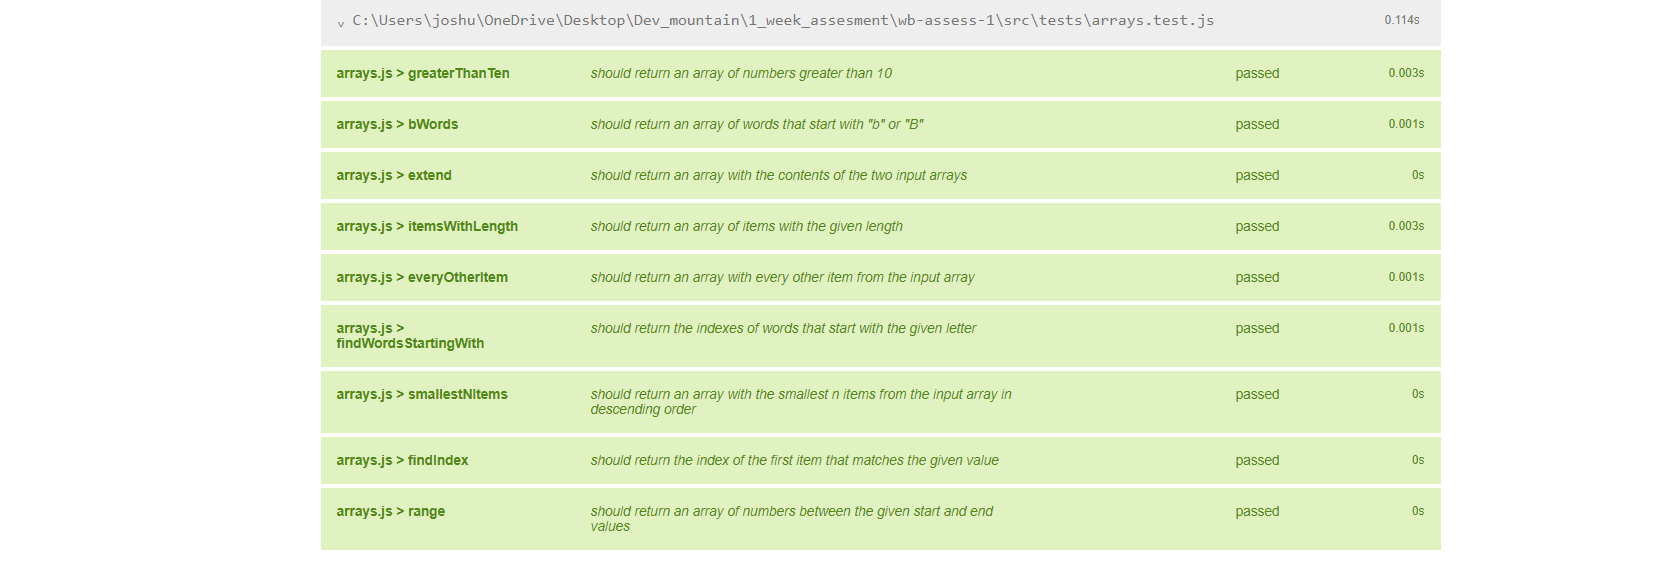 ⌄ C:\Users\joshu\OneDrive\Desktop\Dev_mountain\1_week_assesment\wb-assess-1\src\tests\arrays.test.js 0.114s
arrays.js > greaterThanTen should return an array of numbers greater than 10 passed 0.003s
arrays.js > bWords should return an array of words that start with "b" or "B" passed 0.001s
arrays.js > extend should return an array with the contents of the two input arrays passed 0s
arrays.js > itemsWithLength should return an array of items with the given length passed 0.003s
arrays.js > everyOtherItem should return an array with every other item from the input array passed 0.001s
arrays.js > should return the indexes of words that start with the given letter passed 0.001s
findWordsStartingWith
arrays.js > smallestNItems should return an array with the smallest n items from the input array in passed 0s
descending order
arrays.js > findIndex should return the index of the first item that matches the given value passed 0s
arrays.js > range should return an array of numbers between the given start and end passed 0s
values